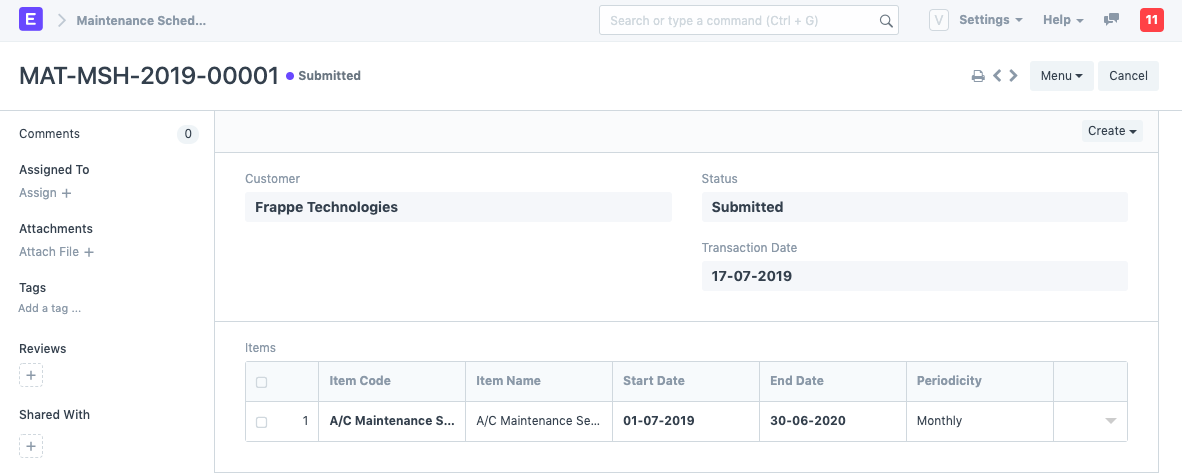 E Maintenance Sched... Search or type a command (Ctrl + G) V Settings Help 11
MAT-MSH-2019-00001 Submitted Menu Cancel
Comments 0
Create
Assigned To
Assign +
Attachments
Attach File +
Tags
Add a tag ...
Reviews
+
Shared With
+
Customer
Frappe Technologies
Status
Submitted
Transaction Date
17-07-2019
Items
Item Code Item Name Start Date End Date Periodicity
1 A/C Maintenance S... A/C Maintenance Se... 01-07-2019 30-06-2020 Monthly